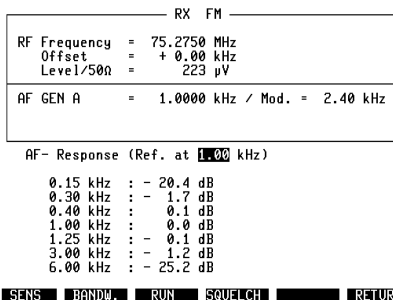 RX FM
RF Frequency = 75.2750 MHz
Offset = + 0.00 kHz
Level/50Ω = 223 µV
AF GEN A = 1.0000 kHz / Mod. = 2.40 kHz
AF- Response (Ref. at 1.00 kHz)
0.15 kHz : - 20.4 dB
0.30 kHz : - 1.7 dB
0.40 kHz : 0.1 dB
1.00 kHz : 0.0 dB
1.25 kHz : - 0.1 dB
3.00 kHz : - 1.2 dB
6.00 kHz : - 25.2 dB
SENS BANDW. RUN SQUELCH RETUR